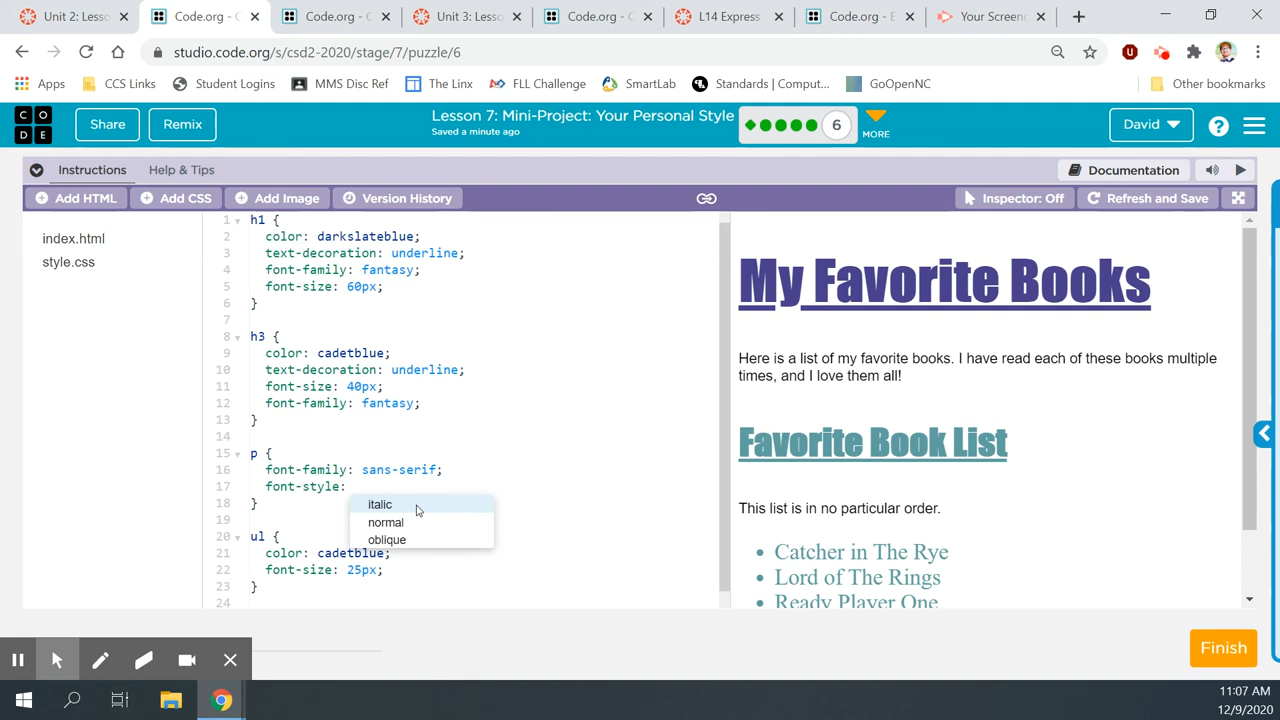 Unit 2: Lesso
Code.org - C
Code.org - C
Unit 3: Lesso
Code.org - C
L14 Express
Code.org - E
Your Screen
studio.code.org/s/csd2-2020/stage/7/puzzle/6
Apps
CCS Links
Student Logins
MMS Disc Ref
The Linx
FLL Challenge
SmartLab
Standards | Comput...
GoOpenNC
Other bookmarks
C O
D E
Share
Remix
Lesson 7: Mini-Project: Your Personal Style
Saved a minute ago
6
MORE
David
?
Instructions
Help & Tips
Documentation
Add HTML
Add CSS
Add Image
Version History
Inspector: Off
Refresh and Save
index.html
style.css
1 h1 {
2 color: darkslateblue;
3 text-decoration: underline;
4 font-family: fantasy;
5 font-size: 60px;
6 }
7
8 h3 {
9 color: cadetblue;
10 text-decoration: underline;
11 font-size: 40px;
12 font-family: fantasy;
13 }
14
15 p {
16 font-family: sans-serif;
17 font-style:
18 }
19
20 ul {
21 color: cadetblue;
22 font-size: 25px;
23 }
24
italic
normal
oblique
My Favorite Books
Here is a list of my favorite books. I have read each of these books multiple
times, and I love them all!
Favorite Book List
This list is in no particular order.
• Catcher in The Rye
• Lord of The Rings
• Ready Player One
Finish
11:07 AM
12/9/2020